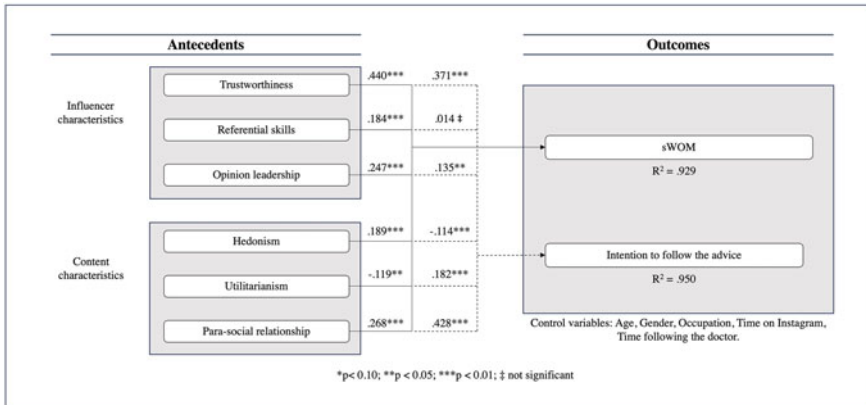 Antecedents
Outcomes
Influencer
characteristics
Trustworthiness
.440***
.371***
Referential skills
.184***
.014 ‡
Opinion leadership
.247***
.135**
Content
characteristics
Hedonism
.189***
-.114***
Utilitarianism
-.119**
.182***
Para-social relationship
.268***
.428***
sWOM
R² = .929
Intention to follow the advice
R² = .950
Control variables: Age, Gender, Occupation, Time on Instagram,
Time following the doctor.
*p< 0.10; **p < 0.05; ***p < 0.01; ‡ not significant